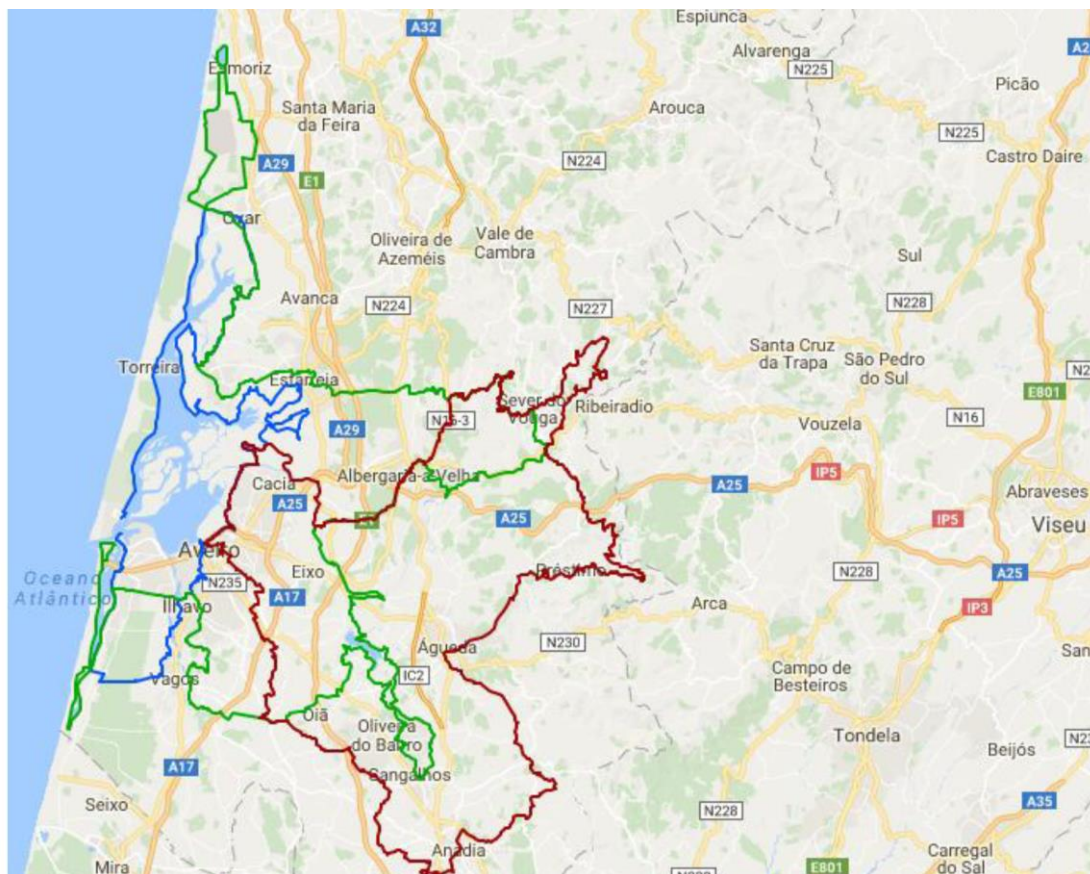 Espiunca
A32
Alvarenga
N225
Esmoriz
Picão
Santa Maria
da Feira
Arouca
N225
A29
N224
Castro Daire
E1
Ovar
Oliveira de
Azeméis
Vale de
Cambra
Sul
Avanca
N224
N227
N228
Santa Cruz
da Trapa
São Pedro
do Sul
Torreira
Estarreja
E801
Sever do
Vouga
Ribeiradio
N16-3
N16
Vouzela
A29
Albergaria-a-Velha
Cacia
A25
IP5
A25
A25
Abraveses
IP5
Viseu
Aveiro
Oceano
Atlântico
N235
Eixo
Préstimo
N228
A25
A17
Ílhavo
Arca
IP3
Águeda
N230
Vagos
IC2
Campo de
Besteiros
Oiã
Oliveira
do Bairro
Tondela
Beijós
Sangalhos
A17
Seixo
N228
A35
Mira
Anadia
Carregal
do Sal
E801